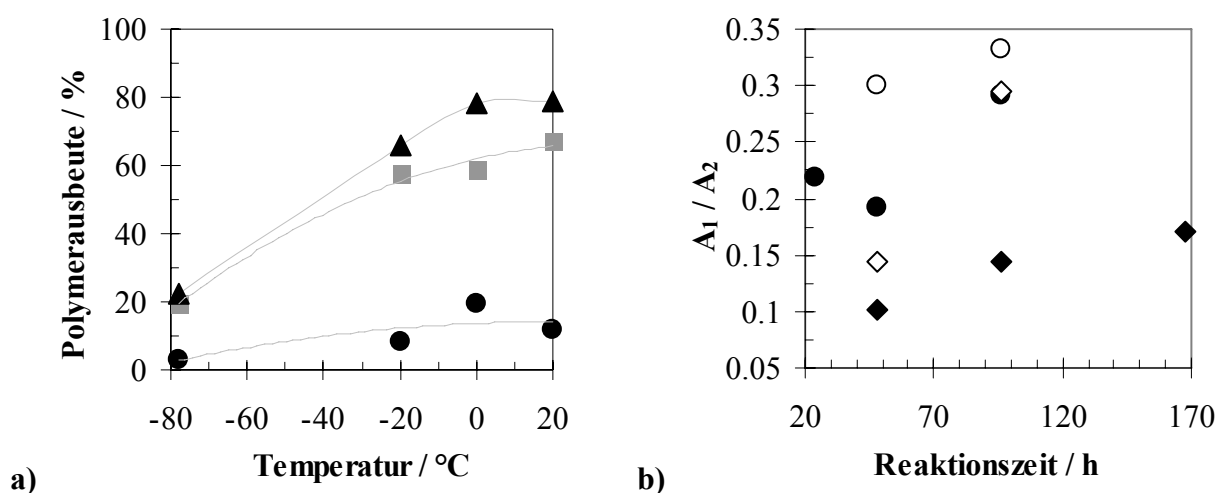 Polymerausbeute / %
100
80
60
40
20
0
-80 -60 -40 -20 0 20
Temperatur / °C
a)
A1 / A2
0.35
0.3
0.25
0.2
0.15
0.1
0.05
20 70 120 170
Reaktionszeit / h
b)